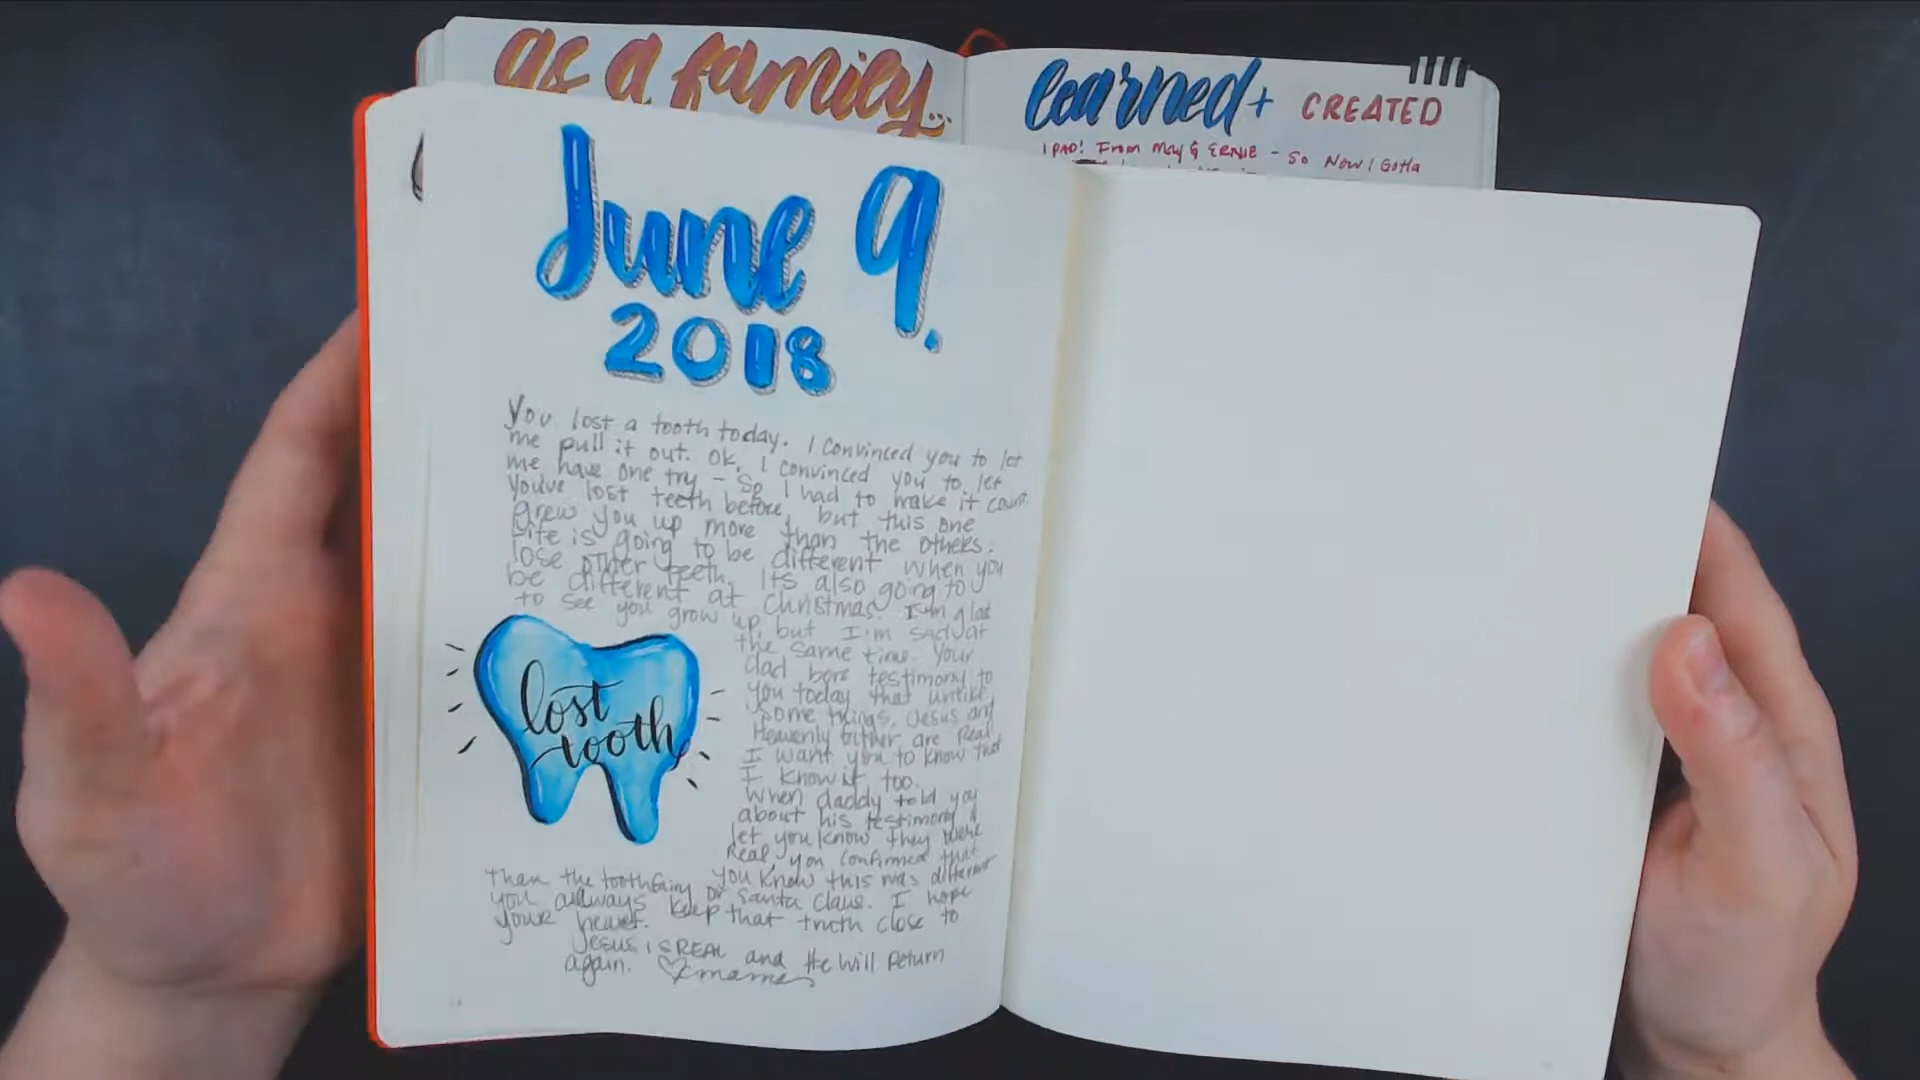 as a family...
learned + CREATED
IPAD! From May & ERNIE - So Now I Gotta
June 9.
2018
You lost a tooth today. I convinced you to let
me pull it out. Ok, I convinced you to let
me have one try - So I had to make it count.
You've lost teeth before, but this one
grew you up more than the others.
Life is going to be different when you
lose other teeth. Its also going to
be different at Christmas. I'm glad
to see you grow up, but I'm sad at
the same time. Your
dad bore testimony to
you today that unlike
some things, Jesus and
Heavenly father are Real
I want you to know that
I know it too.
When daddy told you
about his testimony &
let you know they were
Real, you confirmed that
you knew this was different
than the toothfairy or Santa Claus. I hope
you always keep that truth close to
your heart.
Jesus is REAL and He will Return
again. ♡ mama
lost
tooth